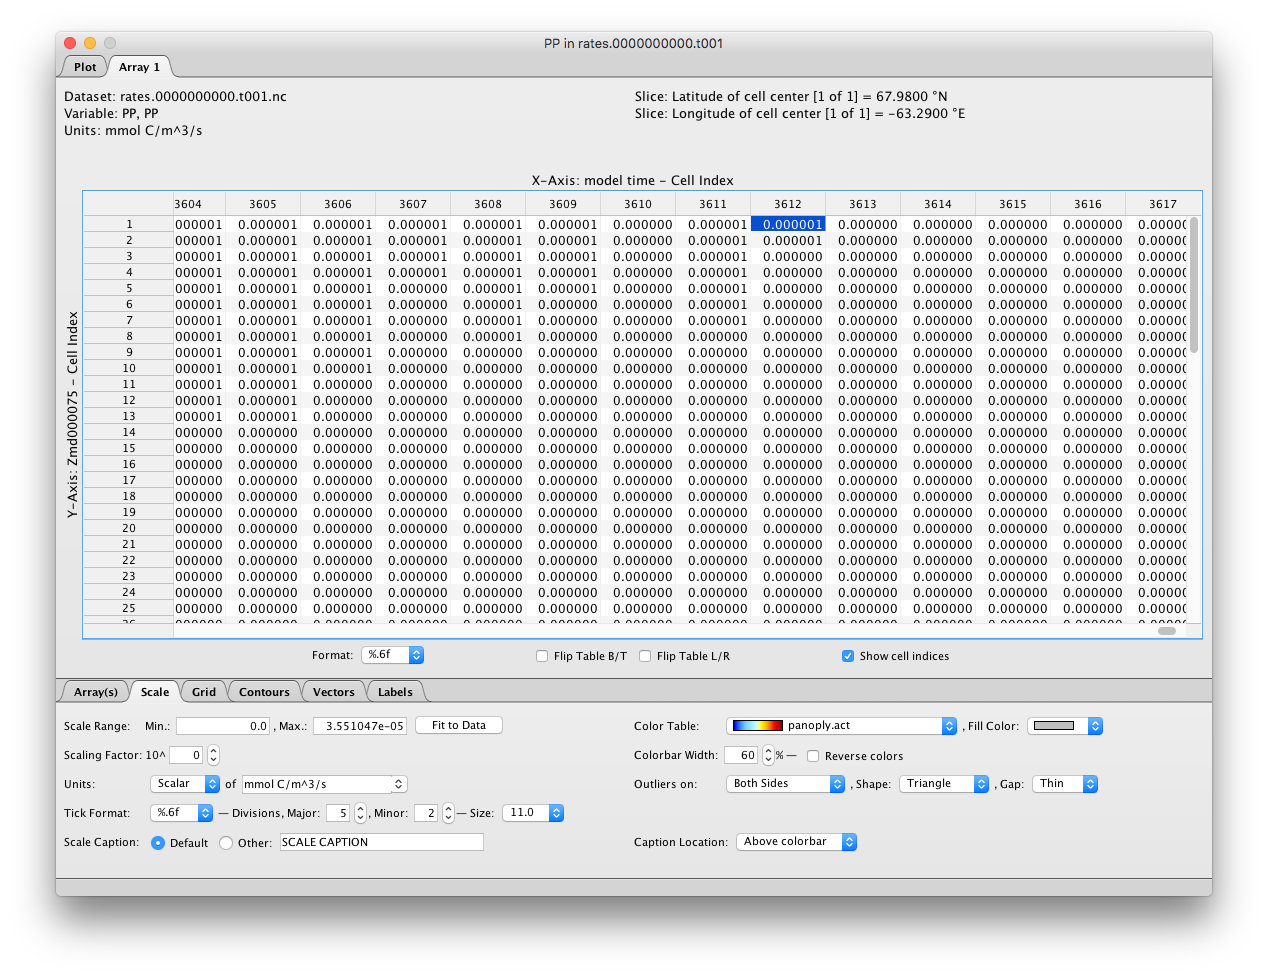 PP in rates.0000000000.t001
Plot Array 1
Dataset: rates.0000000000.t001.nc
Variable: PP, PP
Units: mmol C/m^3/s
Slice: Latitude of cell center [1 of 1] = 67.9800 °N
Slice: Longitude of cell center [1 of 1] = -63.2900 °E
X-Axis: model time - Cell Index
Y-Axis: Zmd000075 - Cell Index
3604 3605 3606 3607 3608 3609 3610 3611 3612 3613 3614 3615 3616 3617
1 000001 0.000001 0.000001 0.000001 0.000001 0.000001 0.000000 0.000001 0.000001 0.000000 0.000000 0.000000 0.000000 0.0000
2 000001 0.000001 0.000001 0.000001 0.000001 0.000001 0.000000 0.000001 0.000001 0.000000 0.000000 0.000000 0.000000 0.0000
3 000001 0.000001 0.000001 0.000001 0.000001 0.000001 0.000000 0.000001 0.000000 0.000000 0.000000 0.000000 0.000000 0.0000
4 000001 0.000001 0.000001 0.000001 0.000001 0.000001 0.000000 0.000001 0.000000 0.000000 0.000000 0.000000 0.000000 0.0000
5 000001 0.000001 0.000001 0.000000 0.000001 0.000001 0.000000 0.000001 0.000000 0.000000 0.000000 0.000000 0.000000 0.0000
6 000001 0.000001 0.000001 0.000000 0.000001 0.000000 0.000000 0.000001 0.000000 0.000000 0.000000 0.000000 0.000000 0.0000
7 000001 0.000001 0.000001 0.000000 0.000001 0.000000 0.000000 0.000001 0.000000 0.000000 0.000000 0.000000 0.000000 0.0000
8 000001 0.000001 0.000001 0.000000 0.000001 0.000000 0.000000 0.000000 0.000000 0.000000 0.000000 0.000000 0.000000 0.0000
9 000001 0.000001 0.000001 0.000000 0.000000 0.000000 0.000000 0.000000 0.000000 0.000000 0.000000 0.000000 0.000000 0.0000
10 000001 0.000001 0.000000 0.000000 0.000000 0.000000 0.000000 0.000000 0.000000 0.000000 0.000000 0.000000 0.000000 0.0000
11 000001 0.000001 0.000000 0.000000 0.000000 0.000000 0.000000 0.000000 0.000000 0.000000 0.000000 0.000000 0.000000 0.0000
12 000001 0.000001 0.000000 0.000000 0.000000 0.000000 0.000000 0.000000 0.000000 0.000000 0.000000 0.000000 0.000000 0.0000
13 000001 0.000001 0.000000 0.000000 0.000000 0.000000 0.000000 0.000000 0.000000 0.000000 0.000000 0.000000 0.000000 0.0000
14 000000 0.000000 0.000000 0.000000 0.000000 0.000000 0.000000 0.000000 0.000000 0.000000 0.000000 0.000000 0.000000 0.0000
15 000000 0.000000 0.000000 0.000000 0.000000 0.000000 0.000000 0.000000 0.000000 0.000000 0.000000 0.000000 0.000000 0.0000
16 000000 0.000000 0.000000 0.000000 0.000000 0.000000 0.000000 0.000000 0.000000 0.000000 0.000000 0.000000 0.000000 0.0000
17 000000 0.000000 0.000000 0.000000 0.000000 0.000000 0.000000 0.000000 0.000000 0.000000 0.000000 0.000000 0.000000 0.0000
18 000000 0.000000 0.000000 0.000000 0.000000 0.000000 0.000000 0.000000 0.000000 0.000000 0.000000 0.000000 0.000000 0.0000
19 000000 0.000000 0.000000 0.000000 0.000000 0.000000 0.000000 0.000000 0.000000 0.000000 0.000000 0.000000 0.000000 0.0000
20 000000 0.000000 0.000000 0.000000 0.000000 0.000000 0.000000 0.000000 0.000000 0.000000 0.000000 0.000000 0.000000 0.0000
21 000000 0.000000 0.000000 0.000000 0.000000 0.000000 0.000000 0.000000 0.000000 0.000000 0.000000 0.000000 0.000000 0.0000
22 000000 0.000000 0.000000 0.000000 0.000000 0.000000 0.000000 0.000000 0.000000 0.000000 0.000000 0.000000 0.000000 0.0000
23 000000 0.000000 0.000000 0.000000 0.000000 0.000000 0.000000 0.000000 0.000000 0.000000 0.000000 0.000000 0.000000 0.0000
24 000000 0.000000 0.000000 0.000000 0.000000 0.000000 0.000000 0.000000 0.000000 0.000000 0.000000 0.000000 0.000000 0.0000
25 000000 0.000000 0.000000 0.000000 0.000000 0.000000 0.000000 0.000000 0.000000 0.000000 0.000000 0.000000 0.000000 0.0000
Format: %.6f Flip Table B/T Flip Table L/R Show cell indices
Array(s) Scale Grid Contours Vectors Labels
Scale Range: Min.: 0.0 , Max.: 3.551047e-05 Fit to Data
Color Table: panoply.act , Fill Color:
Scaling Factor: 10^ 0
Colorbar Width: 60 % — Reverse colors
Units: Scalar of mmol C/m^3/s
Outliers on: Both Sides , Shape: Triangle , Gap: Thin
Tick Format: %.6f — Divisions, Major: 5 , Minor: 2 — Size: 11.0
Scale Caption: Default Other: SCALE CAPTION
Caption Location: Above colorbar